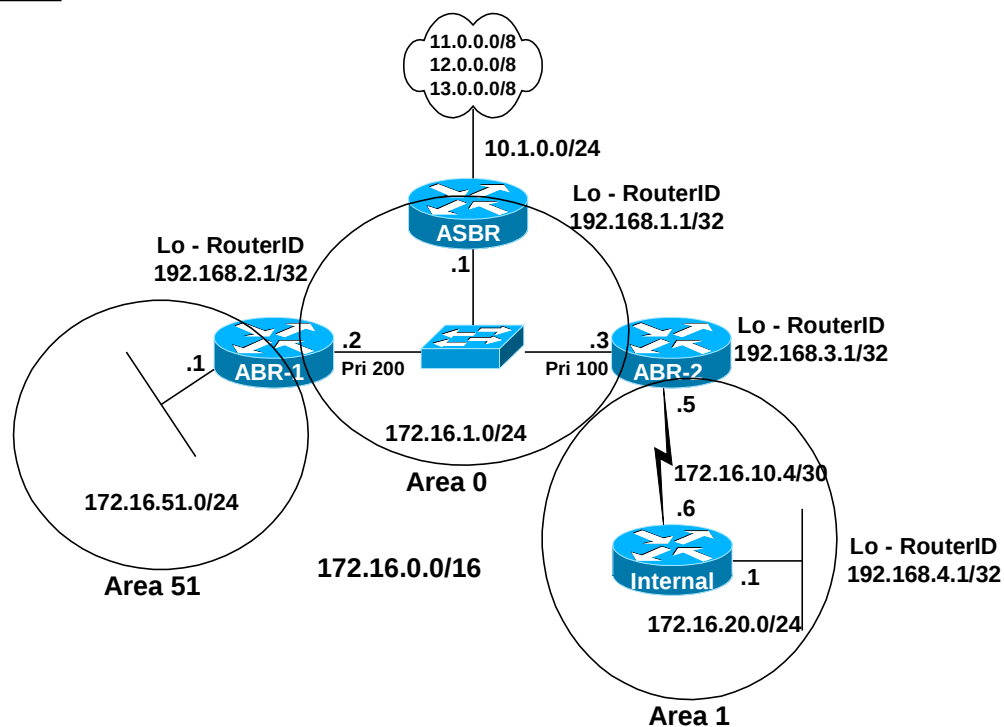 11.0.0.0/8
12.0.0.0/8
13.0.0.0/8
10.1.0.0/24
Lo - RouterID
192.168.1.1/32
ASBR
.1
Lo - RouterID
192.168.2.1/32
.1
ABR-1
.2
Pri 200
.3
Pri 100
ABR-2
Lo - RouterID
192.168.3.1/32
.5
172.16.1.0/24
Area 0
172.16.10.4/30
.6
172.16.51.0/24
Area 51
172.16.0.0/16
Internal
.1
Lo - RouterID
192.168.4.1/32
172.16.20.0/24
Area 1